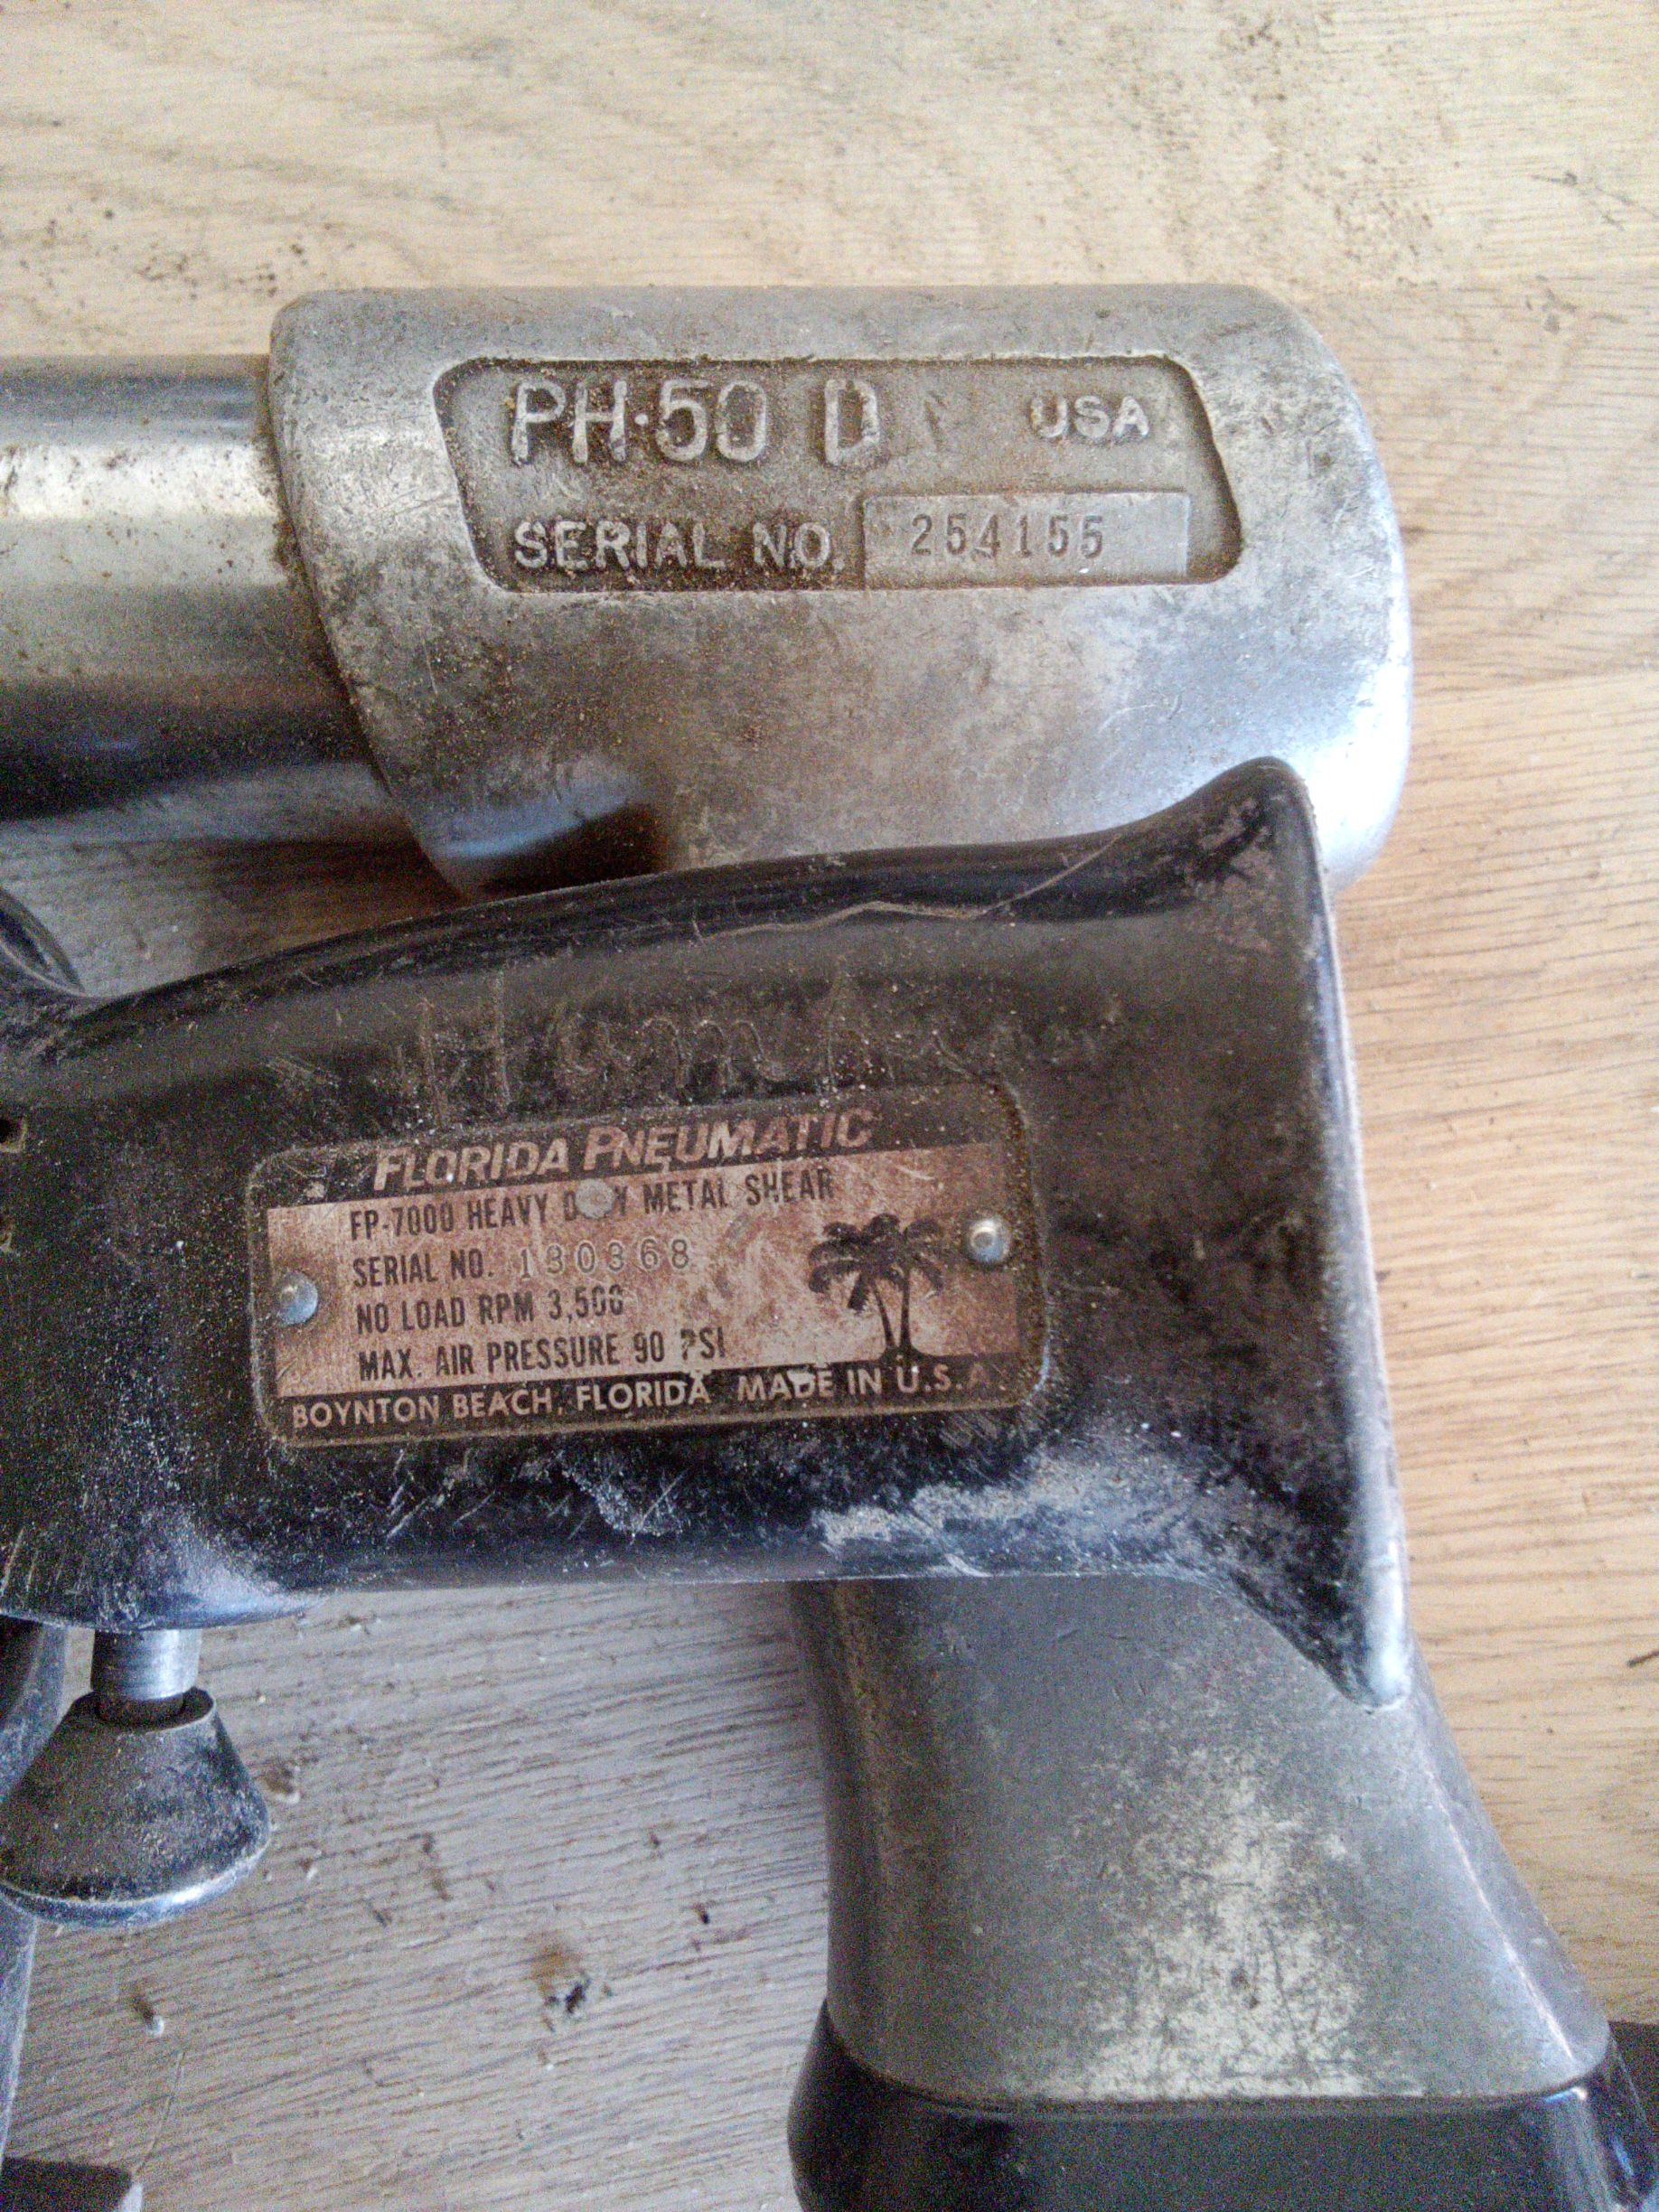 PH-50 D USA
SERIAL NO. 254155
FLORIDA PNEUMATIC
FP-7000 HEAVY METAL SHEAR
SERIAL NO. 130368
NO LOAD RPM 3,500
MAX. AIR PRESSURE 90 PSI
BOYNTON BEACH, FLORIDA MADE IN U.S.A.